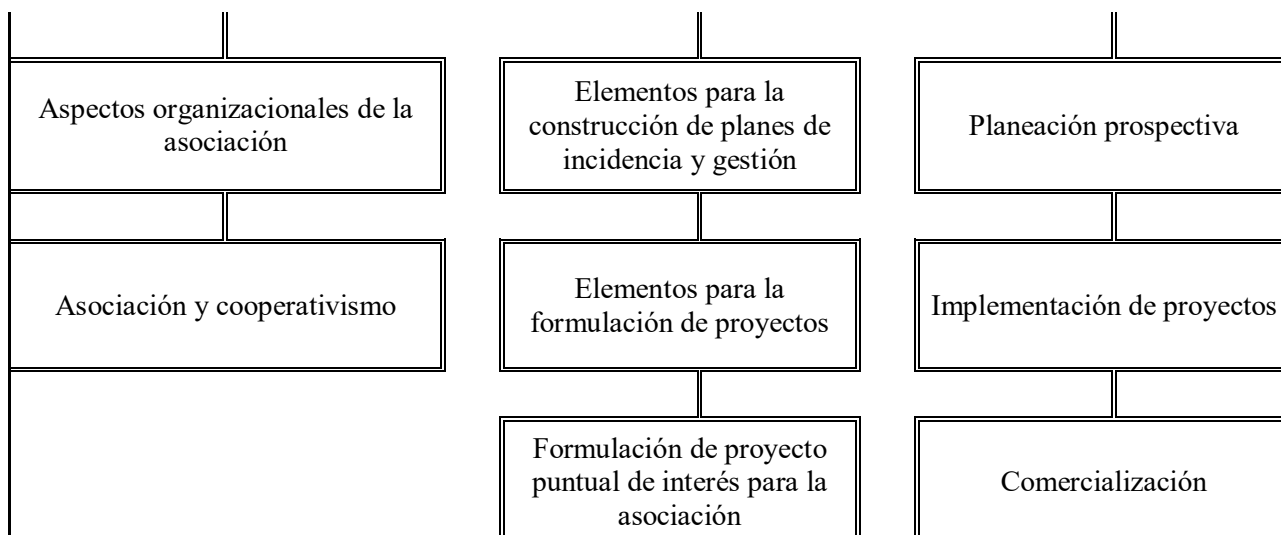 Aspectos organizacionales de la
asociación
Elementos para la
construcción de planes de
incidencia y gestión
Planeación prospectiva
Asociación y cooperativismo
Elementos para la
formulación de proyectos
Implementación de proyectos
Formulación de proyecto
puntual de interés para la
asociación
Comercialización